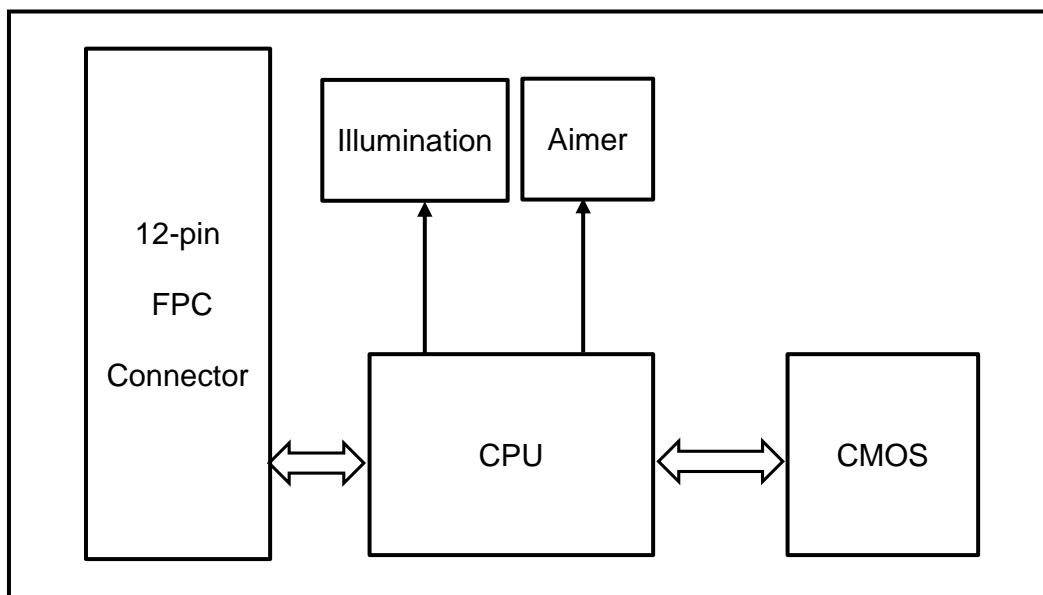 12-pin
FPC
Connector
Illumination
Aimer
CPU
CMOS